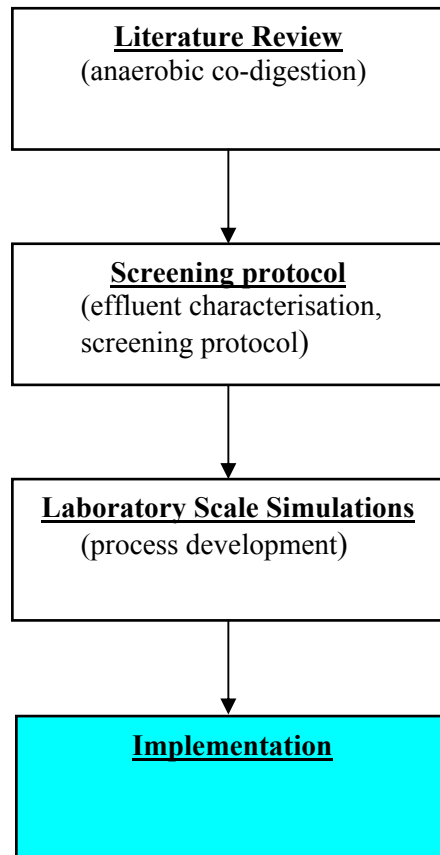 Literature Review
(anaerobic co-digestion)
Screening protocol
(effluent characterisation,
screening protocol)
Laboratory Scale Simulations
(process development)
Implementation